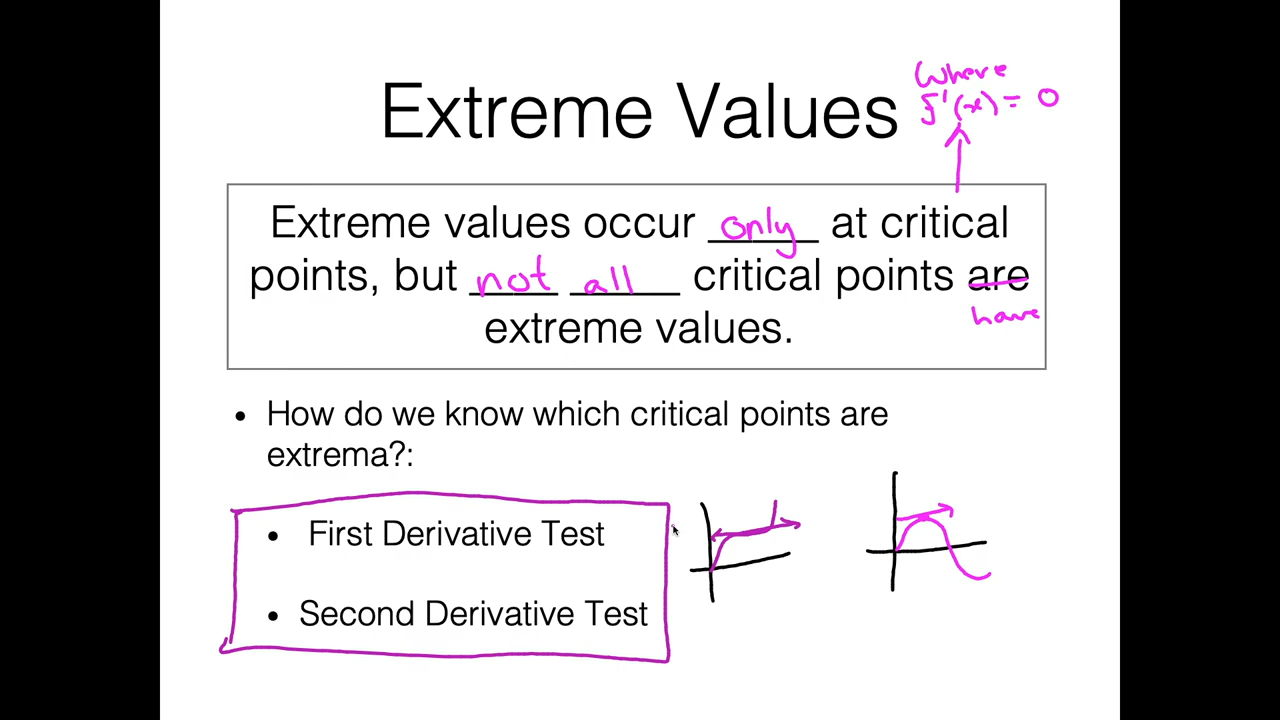 Extreme Values
where
f'(x) = 0
Extreme values occur only at critical
points, but not all critical points are
have
extreme values.
• How do we know which critical points are
extrema?:
• First Derivative Test
• Second Derivative Test